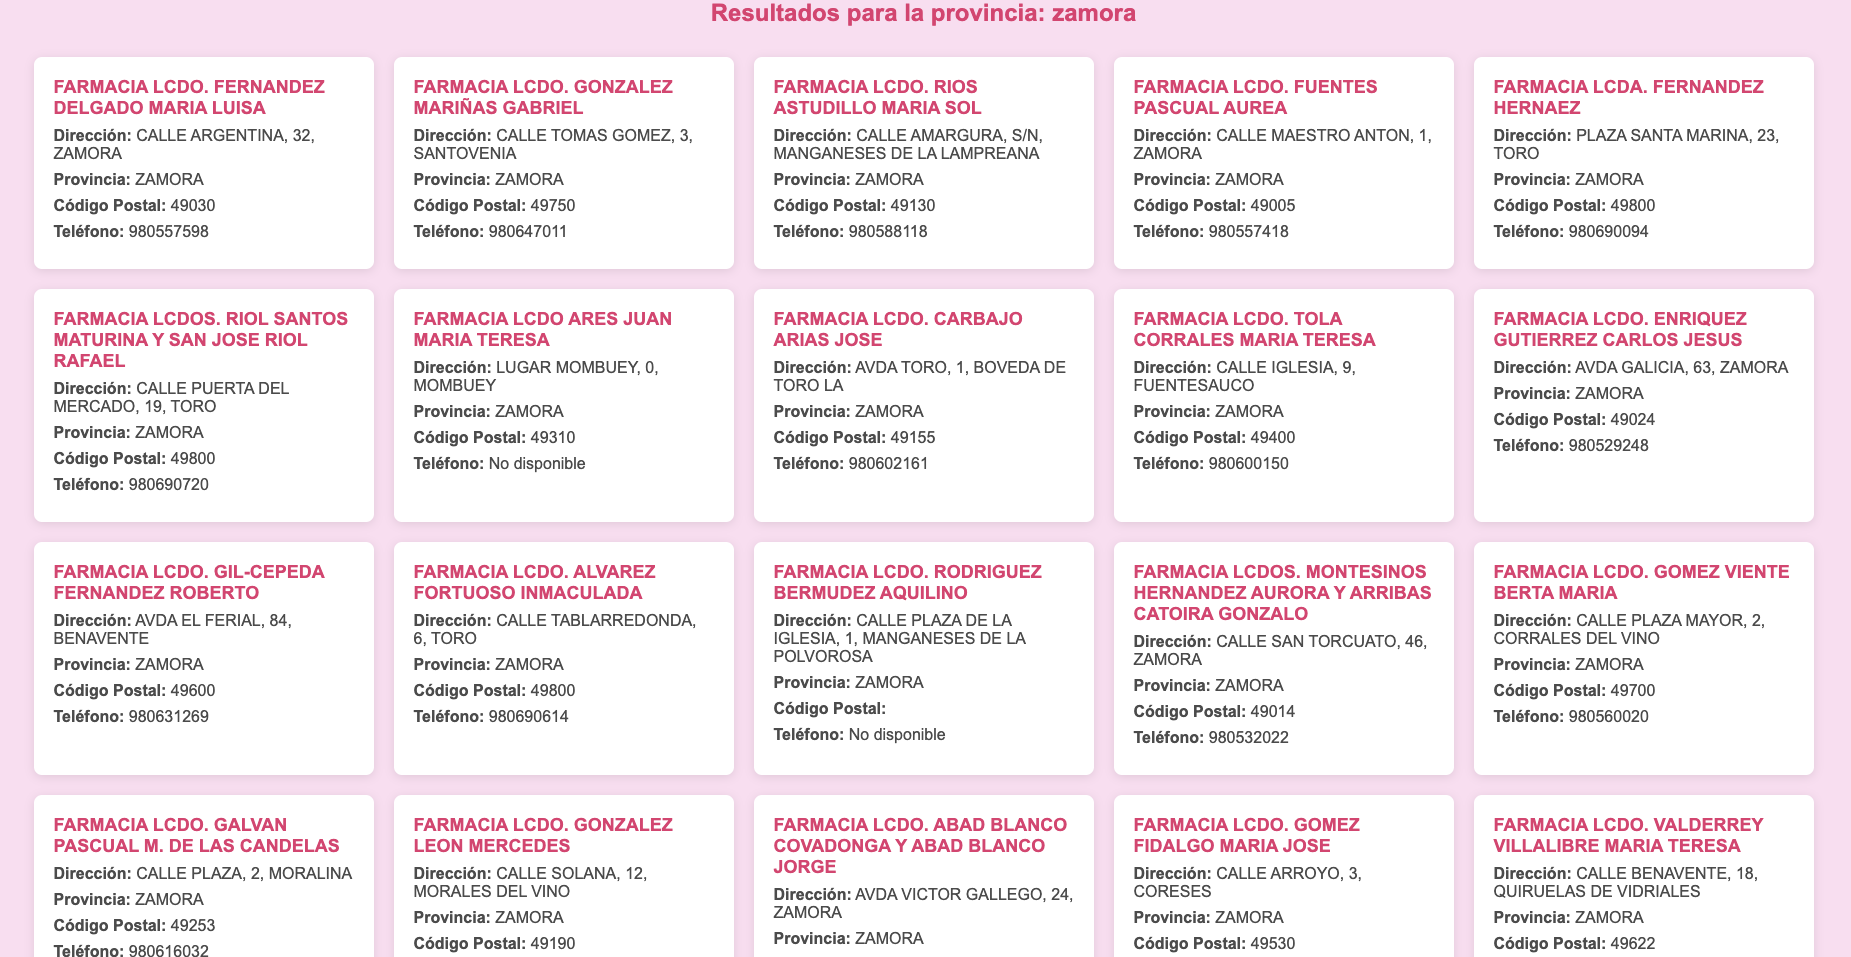 Resultados para la provincia: zamora
FARMACIA LCDO. FERNANDEZ
DELGADO MARIA LUISA
Dirección: CALLE ARGENTINA, 32,
ZAMORA
Provincia: ZAMORA
Código Postal: 49030
Teléfono: 980557598
FARMACIA LCDO. GONZALEZ
MARIÑAS GABRIEL
Dirección: CALLE TOMAS GOMEZ, 3,
SANTOVENIA
Provincia: ZAMORA
Código Postal: 49750
Teléfono: 980647011
FARMACIA LCDO. RIOS
ASTUDILLO MARIA SOL
Dirección: CALLE AMARGURA, S/N,
MANGANESES DE LA LAMPREANA
Provincia: ZAMORA
Código Postal: 49130
Teléfono: 980588118
FARMACIA LCDO. FUENTES
PASCUAL AUREA
Dirección: CALLE MAESTRO ANTON, 1,
ZAMORA
Provincia: ZAMORA
Código Postal: 49005
Teléfono: 980557418
FARMACIA LCDA. FERNANDEZ
HERNAEZ
Dirección: PLAZA SANTA MARINA, 23,
TORO
Provincia: ZAMORA
Código Postal: 49800
Teléfono: 980690094
FARMACIA LCDOS. RIOL SANTOS
MATURINA Y SAN JOSE RIOL
RAFAEL
Dirección: CALLE PUERTA DEL
MERCADO, 19, TORO
Provincia: ZAMORA
Código Postal: 49800
Teléfono: 980690720
FARMACIA LCDO ARES JUAN
MARIA TERESA
Dirección: LUGAR MOMBUEY, 0,
MOMBUEY
Provincia: ZAMORA
Código Postal: 49310
Teléfono: No disponible
FARMACIA LCDO. CARBAJO
ARIAS JOSE
Dirección: AVDA TORO, 1, BOVEDA DE
TORO LA
Provincia: ZAMORA
Código Postal: 49155
Teléfono: 980602161
FARMACIA LCDO. TOLA
CORRALES MARIA TERESA
Dirección: CALLE IGLESIA, 9,
FUENTESAUCO
Provincia: ZAMORA
Código Postal: 49400
Teléfono: 980600150
FARMACIA LCDO. ENRIQUEZ
GUTIERREZ CARLOS JESUS
Dirección: AVDA GALICIA, 63, ZAMORA
Provincia: ZAMORA
Código Postal: 49024
Teléfono: 980529248
FARMACIA LCDO. GIL-CEPEDA
FERNANDEZ ROBERTO
Dirección: AVDA EL FERIAL, 84,
BENAVENTE
Provincia: ZAMORA
Código Postal: 49600
Teléfono: 980631269
FARMACIA LCDO. ALVAREZ
FORTUOSO INMACULADA
Dirección: CALLE TABLARREDONDA,
6, TORO
Provincia: ZAMORA
Código Postal: 49800
Teléfono: 980690614
FARMACIA LCDO. RODRIGUEZ
BERMUDEZ AQUILINO
Dirección: CALLE PLAZA DE LA
IGLESIA, 1, MANGANESES DE LA
POLVOROSA
Provincia: ZAMORA
Código Postal:
Teléfono: No disponible
FARMACIA LCDOS. MONTESINOS
HERNANDEZ AURORA Y ARRIBAS
CATOIRA GONZALO
Dirección: CALLE SAN TORCUATO, 46,
ZAMORA
Provincia: ZAMORA
Código Postal: 49014
Teléfono: 980532022
FARMACIA LCDO. GOMEZ VIENTE
BERTA MARIA
Dirección: CALLE PLAZA MAYOR, 2,
CORRALES DEL VINO
Provincia: ZAMORA
Código Postal: 49700
Teléfono: 980560020
FARMACIA LCDO. GALVAN
PASCUAL M. DE LAS CANDELAS
Dirección: CALLE PLAZA, 2, MORALINA
Provincia: ZAMORA
Código Postal: 49253
Teléfono: 980616032
FARMACIA LCDO. GONZALEZ
LEON MERCEDES
Dirección: CALLE SOLANA, 12,
MORALES DEL VINO
Provincia: ZAMORA
Código Postal: 49190
FARMACIA LCDO. ABAD BLANCO
COVADONGA Y ABAD BLANCO
JORGE
Dirección: AVDA VICTOR GALLEGO, 24,
ZAMORA
Provincia: ZAMORA
FARMACIA LCDO. GOMEZ
FIDALGO MARIA JOSE
Dirección: CALLE ARROYO, 3,
CORESES
Provincia: ZAMORA
Código Postal: 49530
FARMACIA LCDO. VALDERREY
VILLALIBRE MARIA TERESA
Dirección: CALLE BENAVENTE, 18,
QUIRUELAS DE VIDRIALES
Provincia: ZAMORA
Código Postal: 49622